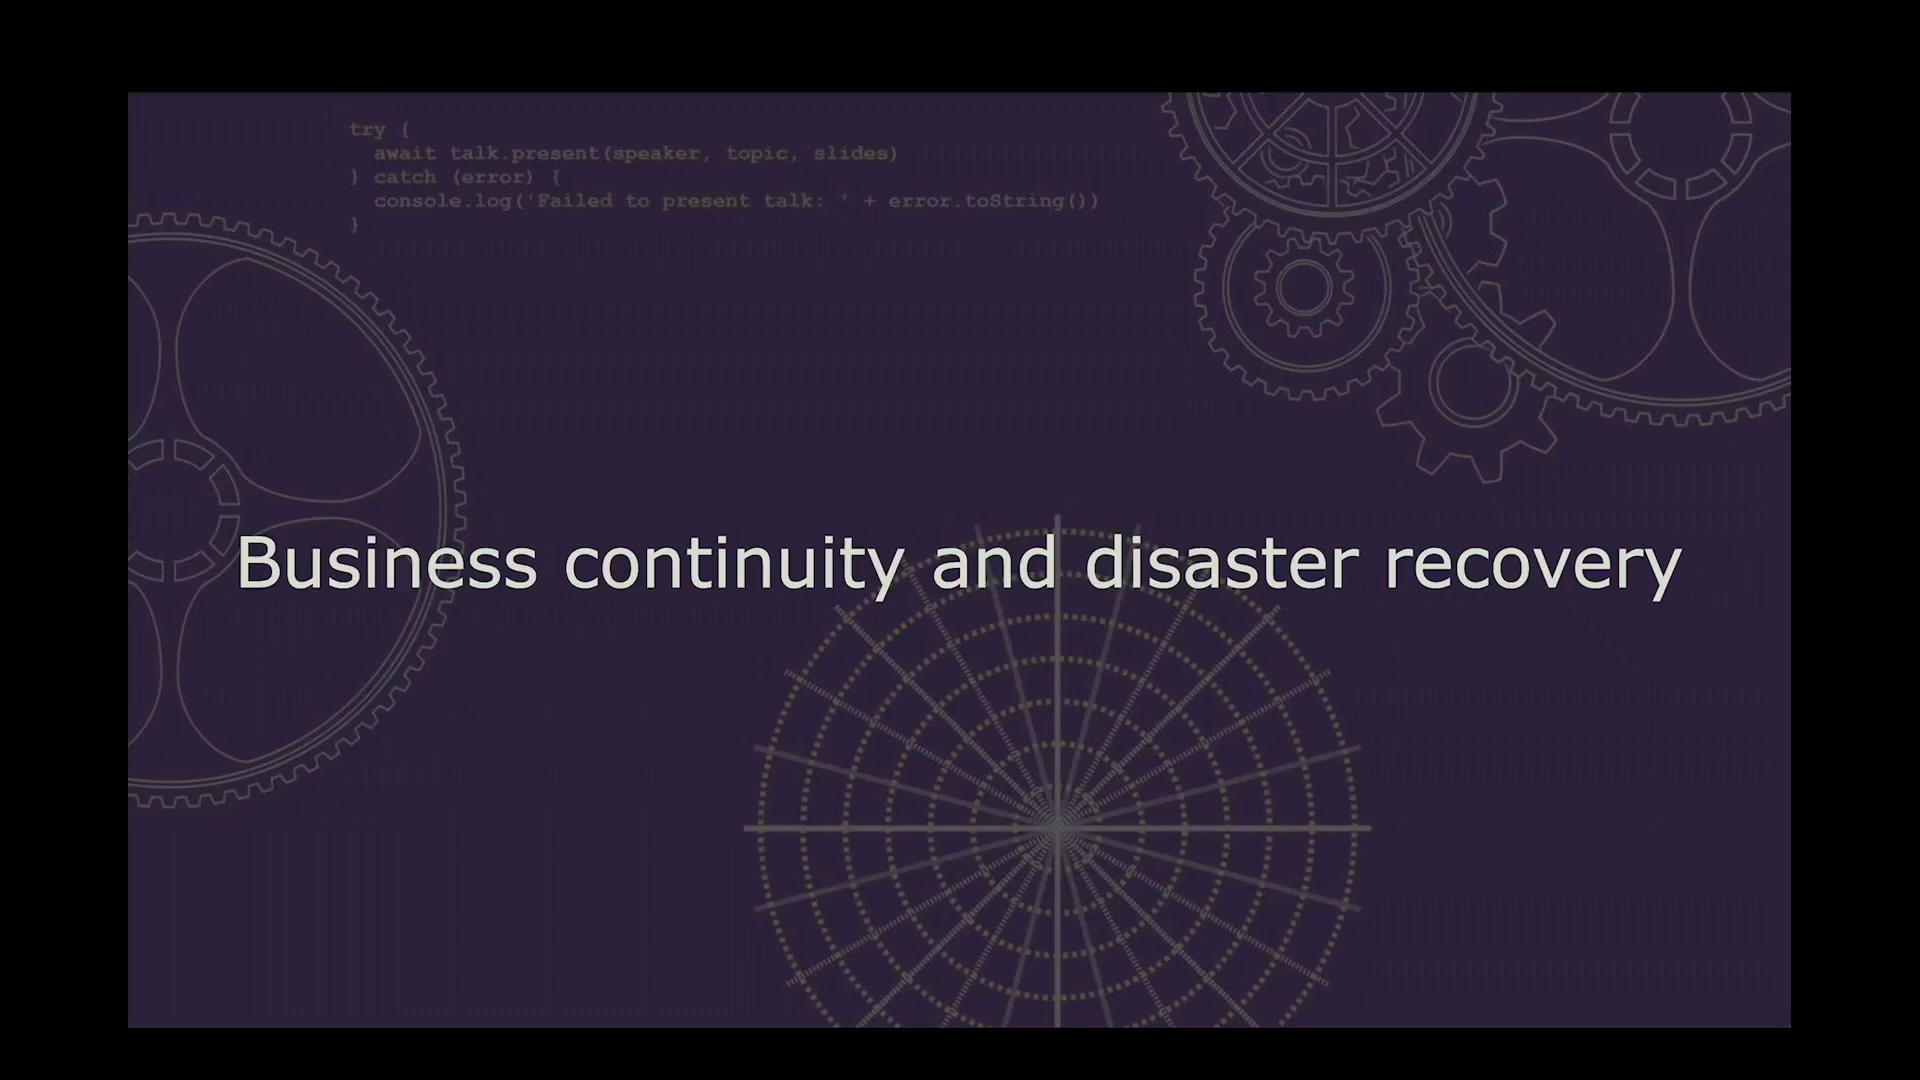 try {
await talk.present(speaker, topic, slides)
} catch (error) {
console.log('Failed to present talk: ' + error.toString())
}
Business continuity and disaster recovery